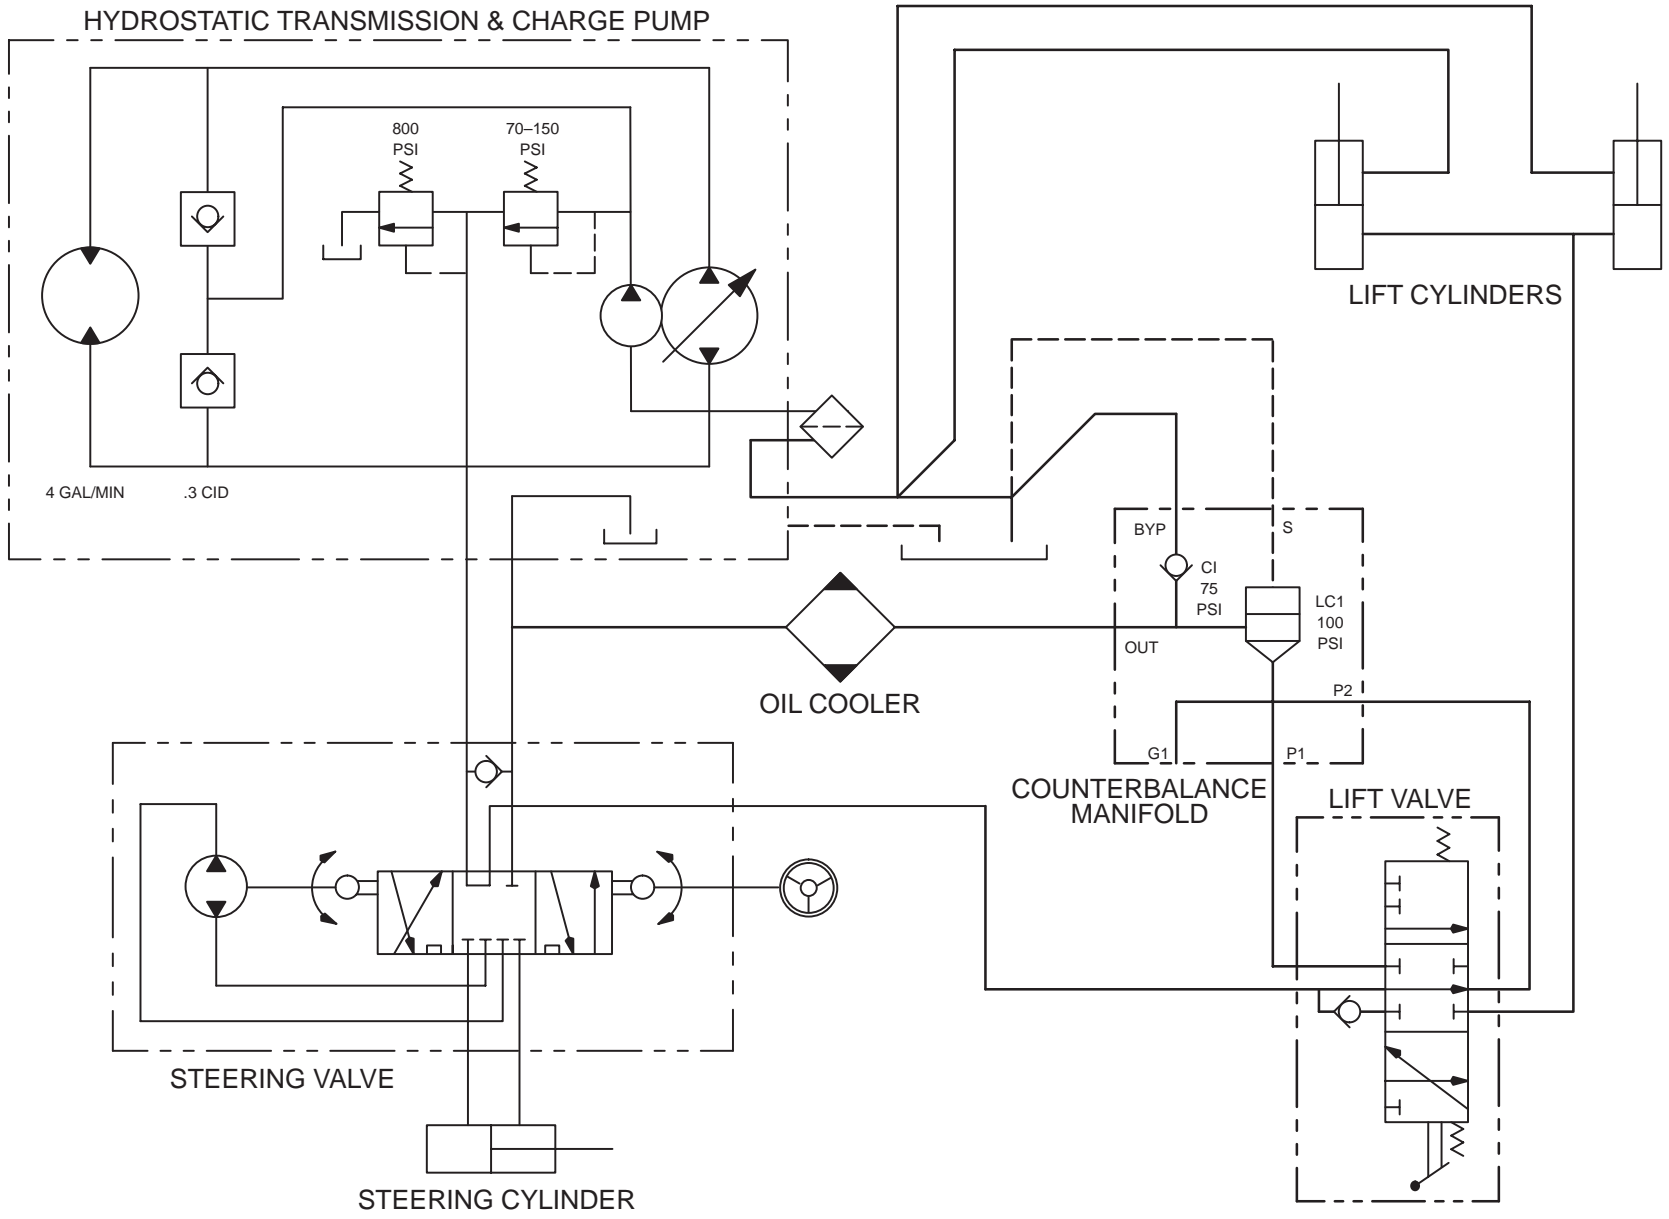 HYDROSTATIC TRANSMISSION & CHARGE PUMP
800
PSI
70–150
PSI
4 GAL/MIN
.3 CID
LIFT CYLINDERS
BYP
S
CI
75
PSI
LC1
100
PSI
OUT
P2
G1
P1
OIL COOLER
COUNTERBALANCE
MANIFOLD
LIFT VALVE
STEERING VALVE
STEERING CYLINDER